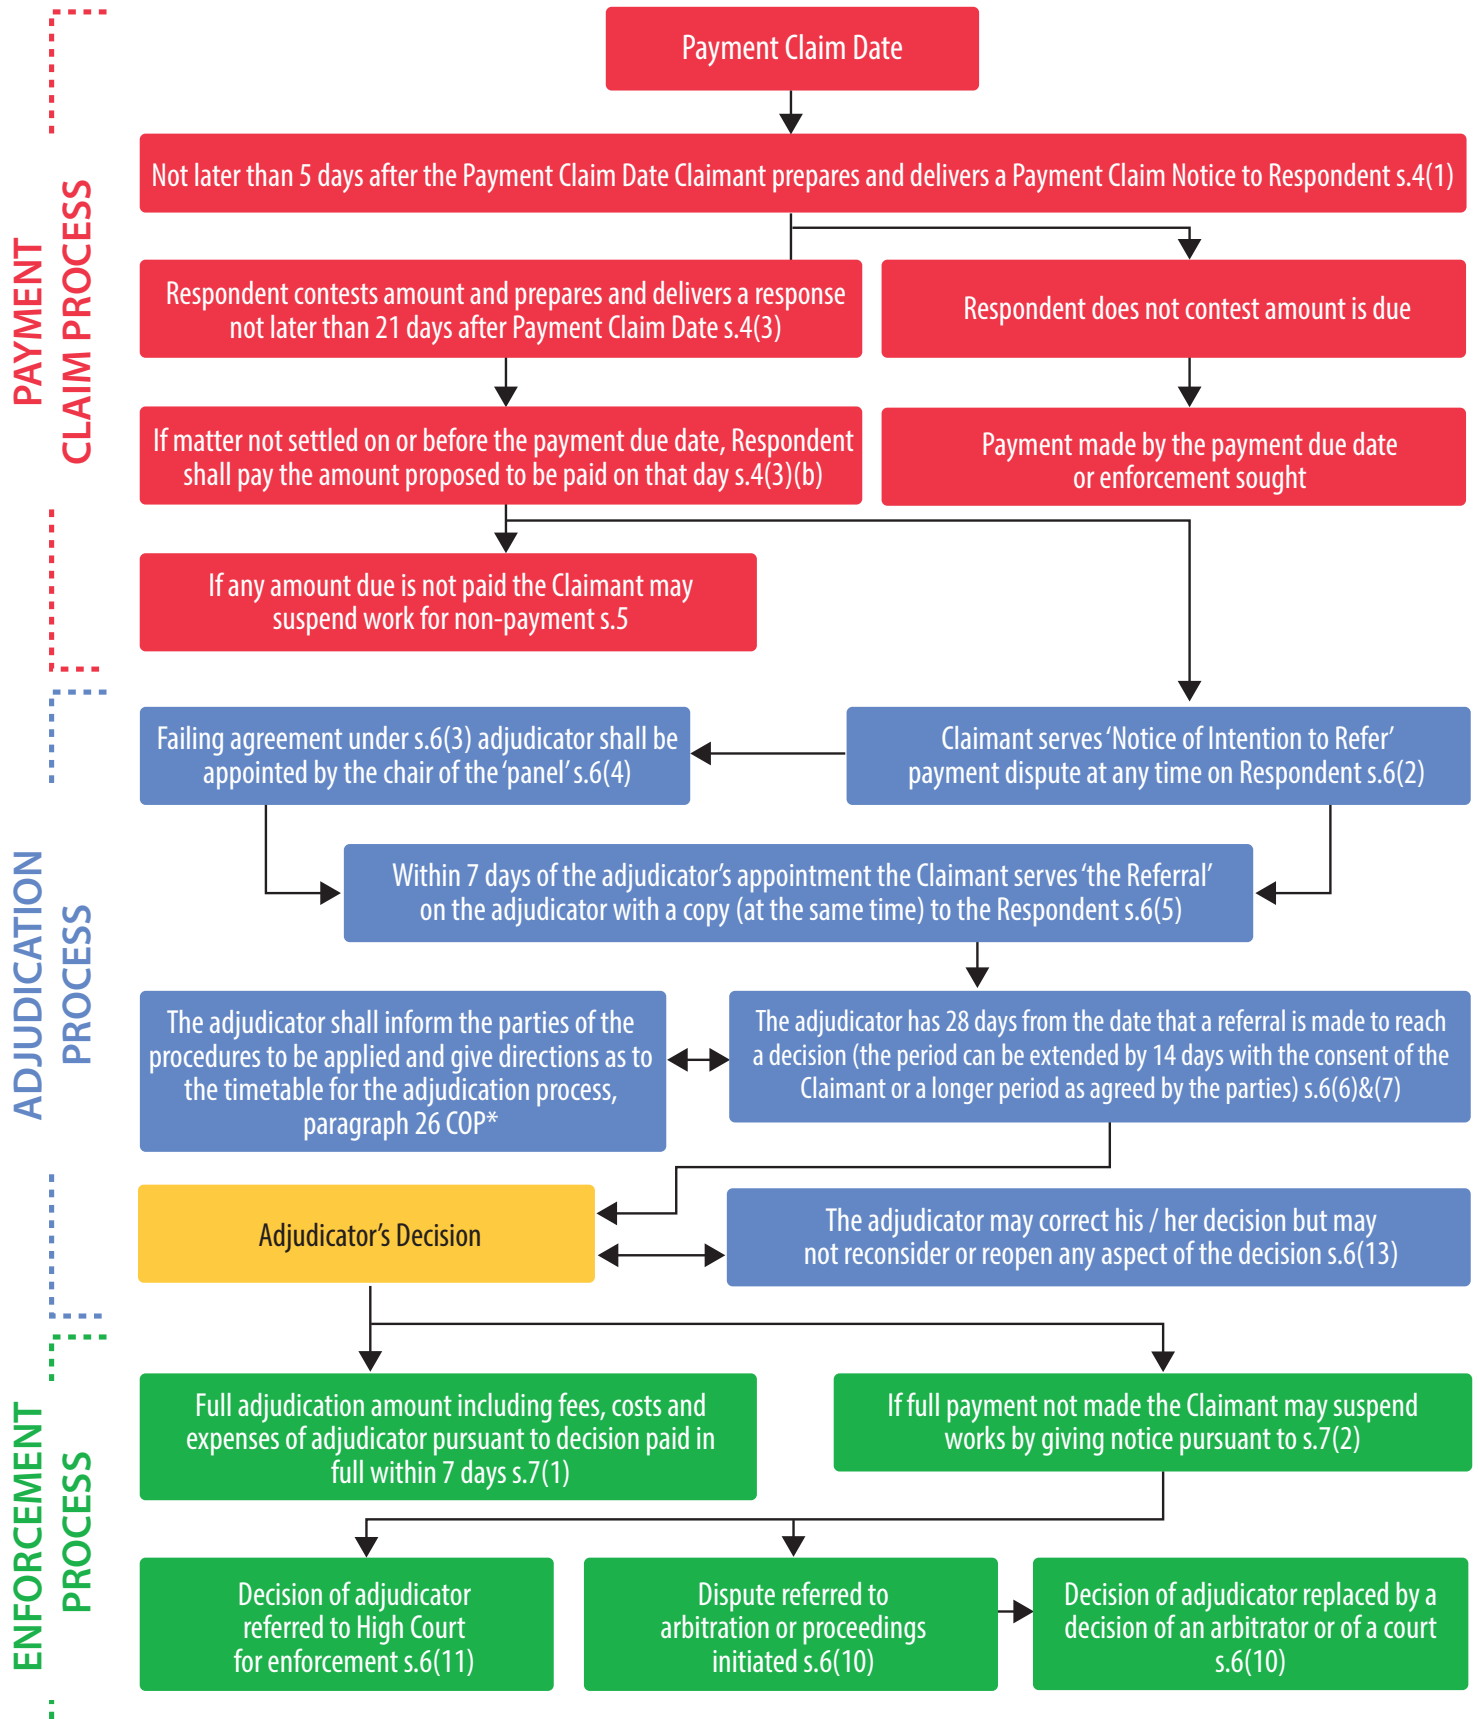 Payment Claim Date
PAYMENT
CLAIM PROCESS
Not later than 5 days after the Payment Claim Date Claimant prepares and delivers a Payment Claim Notice to Respondent s.4(1)
Respondent contests amount and prepares and delivers a response
not later than 21 days after Payment Claim Date s.4(3)
Respondent does not contest amount is due
If matter not settled on or before the payment due date, Respondent
shall pay the amount proposed to be paid on that day s.4(3)(b)
Payment made by the payment due date
or enforcement sought
If any amount due is not paid the Claimant may
suspend work for non-payment s.5
ADJUDICATION
PROCESS
Failing agreement under s.6(3) adjudicator shall be
appointed by the chair of the ‘panel’ s.6(4)
Claimant serves ‘Notice of Intention to Refer’
payment dispute at any time on Respondent s.6(2)
Within 7 days of the adjudicator’s appointment the Claimant serves ‘the Referral’
on the adjudicator with a copy (at the same time) to the Respondent s.6(5)
The adjudicator shall inform the parties of the
procedures to be applied and give directions as to
the timetable for the adjudication process,
paragraph 26 COP*
The adjudicator has 28 days from the date that a referral is made to reach
a decision (the period can be extended by 14 days with the consent of the
Claimant or a longer period as agreed by the parties) s.6(6)&(7)
Adjudicator’s Decision
The adjudicator may correct his / her decision but may
not reconsider or reopen any aspect of the decision s.6(13)
ENFORCEMENT
PROCESS
Full adjudication amount including fees, costs and
expenses of adjudicator pursuant to decision paid in
full within 7 days s.7(1)
If full payment not made the Claimant may suspend
works by giving notice pursuant to s.7(2)
Decision of adjudicator
referred to High Court
for enforcement s.6(11)
Dispute referred to
arbitration or proceedings
initiated s.6(10)
Decision of adjudicator replaced by a
decision of an arbitrator or of a court
s.6(10)